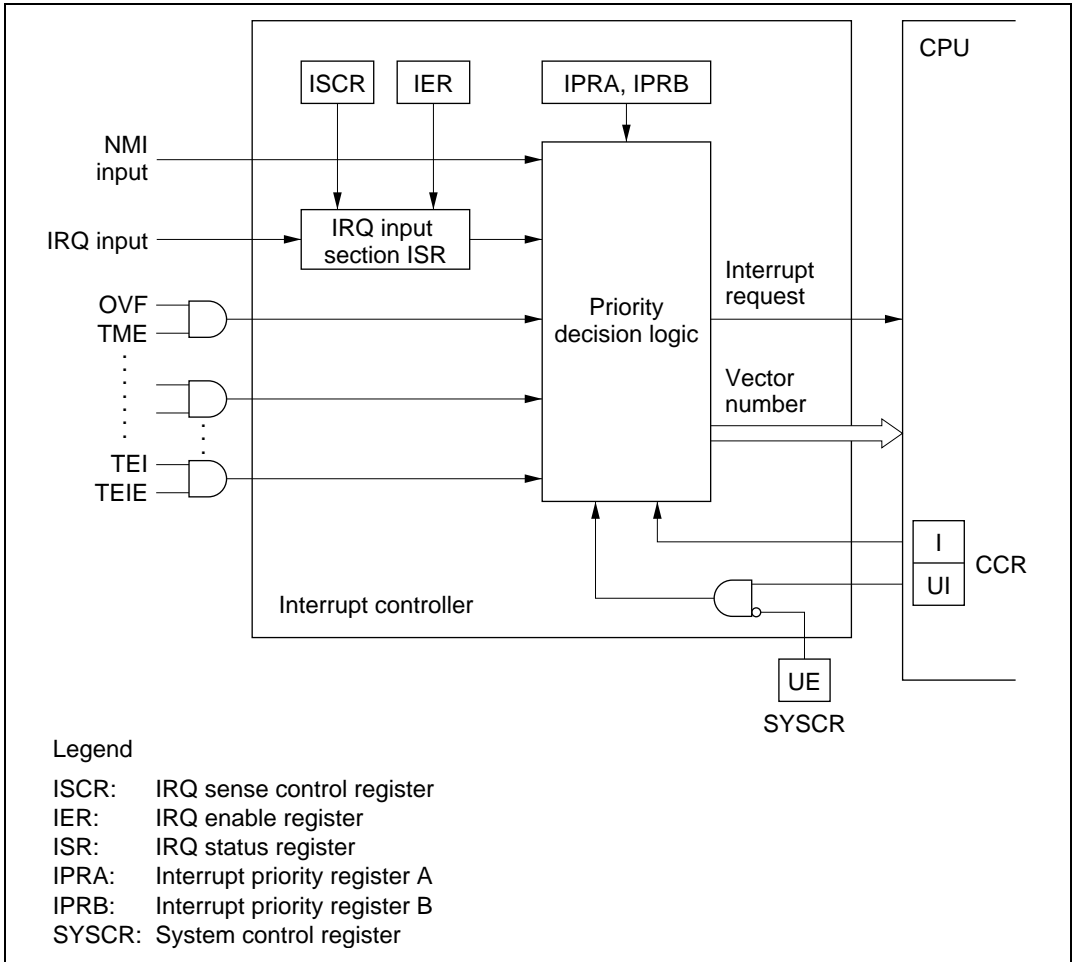 CPU
ISCR
IER
IPRA, IPRB
NMI
input
IRQ input
IRQ input
section ISR
OVF
TME
Priority
decision logic
Interrupt
request
Vector
number
TEI
TEIE
I
UI
CCR
Interrupt controller
UE
SYSCR
Legend
ISCR: IRQ sense control register
IER: IRQ enable register
ISR: IRQ status register
IPRA: Interrupt priority register A
IPRB: Interrupt priority register B
SYSCR: System control register